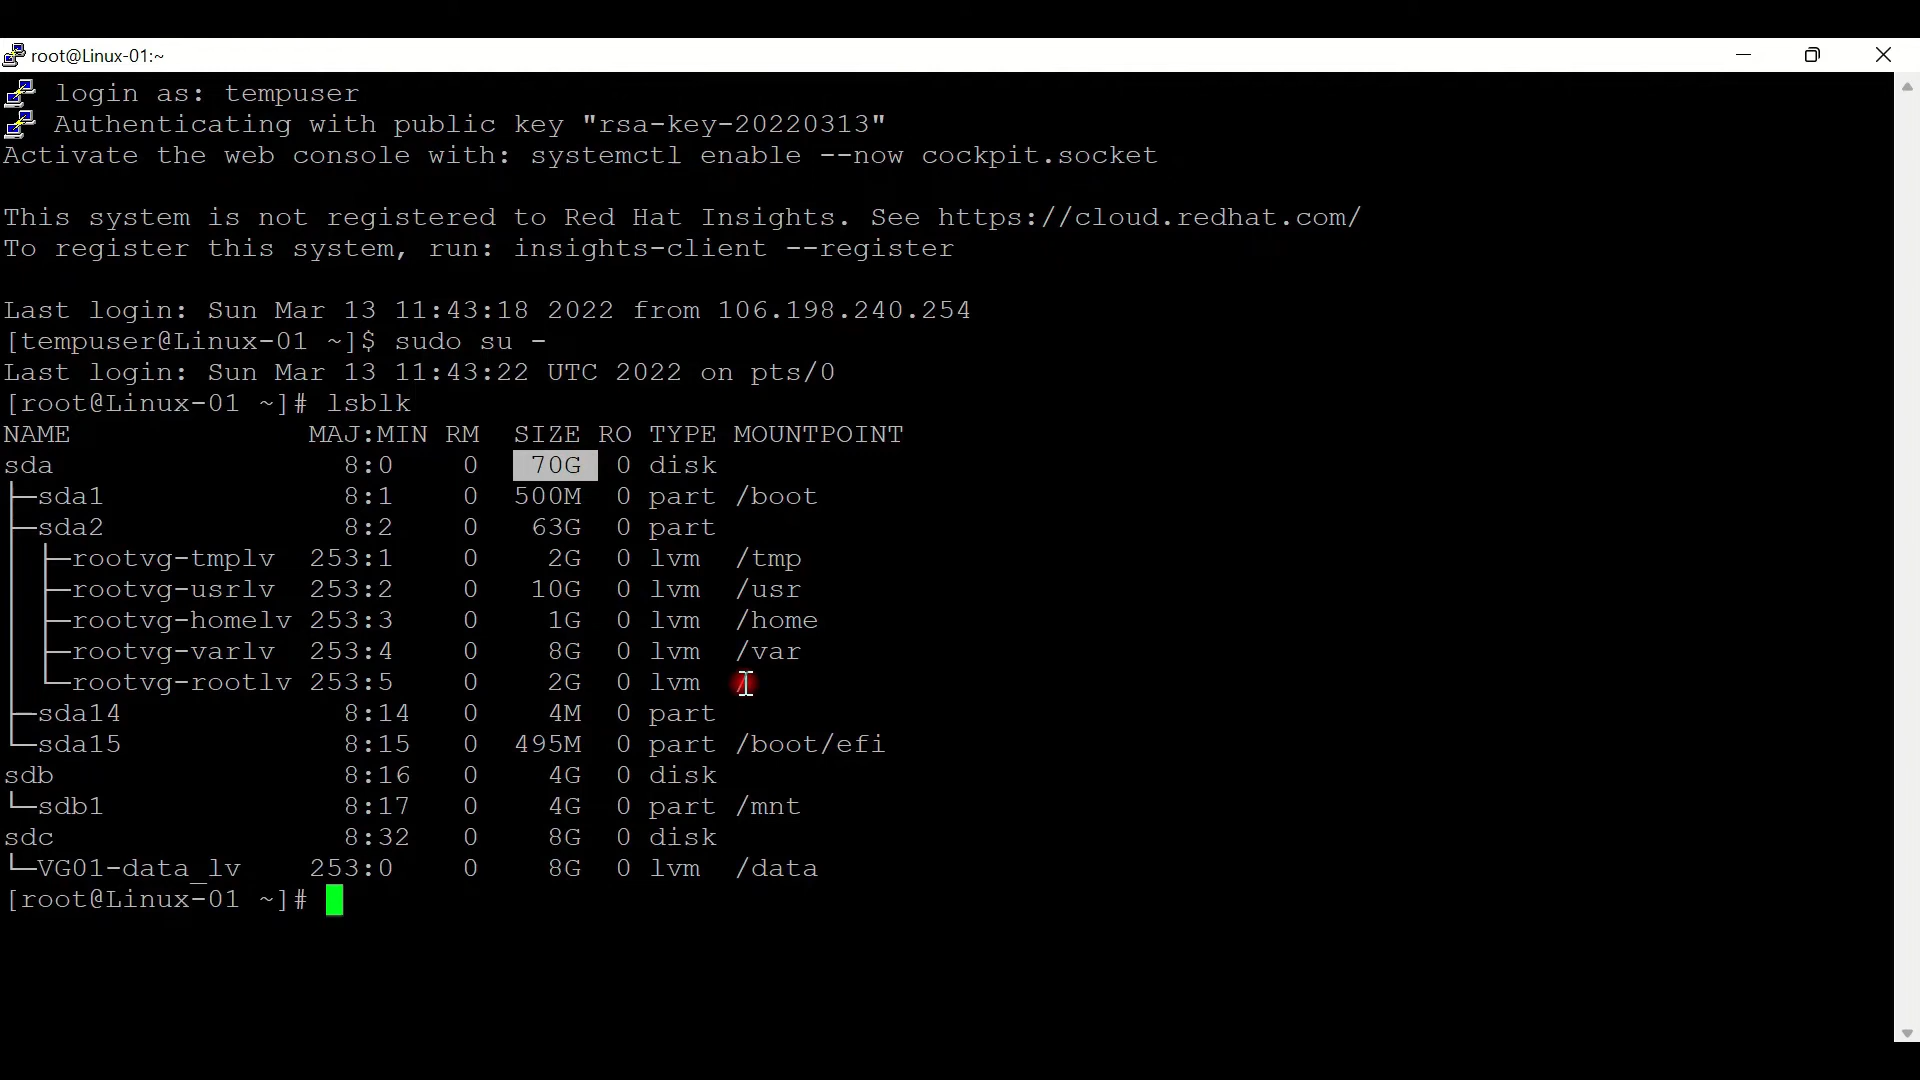 root@Linux-01:~
login as: tempuser
Authenticating with public key "rsa-key-20220313"
Activate the web console with: systemctl enable --now cockpit.socket
This system is not registered to Red Hat Insights. See https://cloud.redhat.com/
To register this system, run: insights-client --register
Last login: Sun Mar 13 11:43:18 2022 from 106.198.240.254
[tempuser@Linux-01 ~]$ sudo su -
Last login: Sun Mar 13 11:43:22 UTC 2022 on pts/0
[root@Linux-01 ~]# lsblk
NAME              MAJ:MIN RM  SIZE RO TYPE MOUNTPOINT
sda                 8:0    0   70G  0 disk
├─sda1              8:1    0  500M  0 part /boot
├─sda2              8:2    0   63G  0 part
│ ├─rootvg-tmplv  253:1    0    2G  0 lvm  /tmp
│ ├─rootvg-usrlv  253:2    0   10G  0 lvm  /usr
│ ├─rootvg-homelv 253:3    0    1G  0 lvm  /home
│ ├─rootvg-varlv  253:4    0    8G  0 lvm  /var
│ └─rootvg-rootlv 253:5    0    2G  0 lvm  /
├─sda14             8:14   0    4M  0 part
└─sda15             8:15   0  495M  0 part /boot/efi
sdb                 8:16   0    4G  0 disk
└─sdb1              8:17   0    4G  0 part /mnt
sdc                 8:32   0    8G  0 disk
└─VG01-data_lv    253:0    0    8G  0 lvm  /data
[root@Linux-01 ~]#